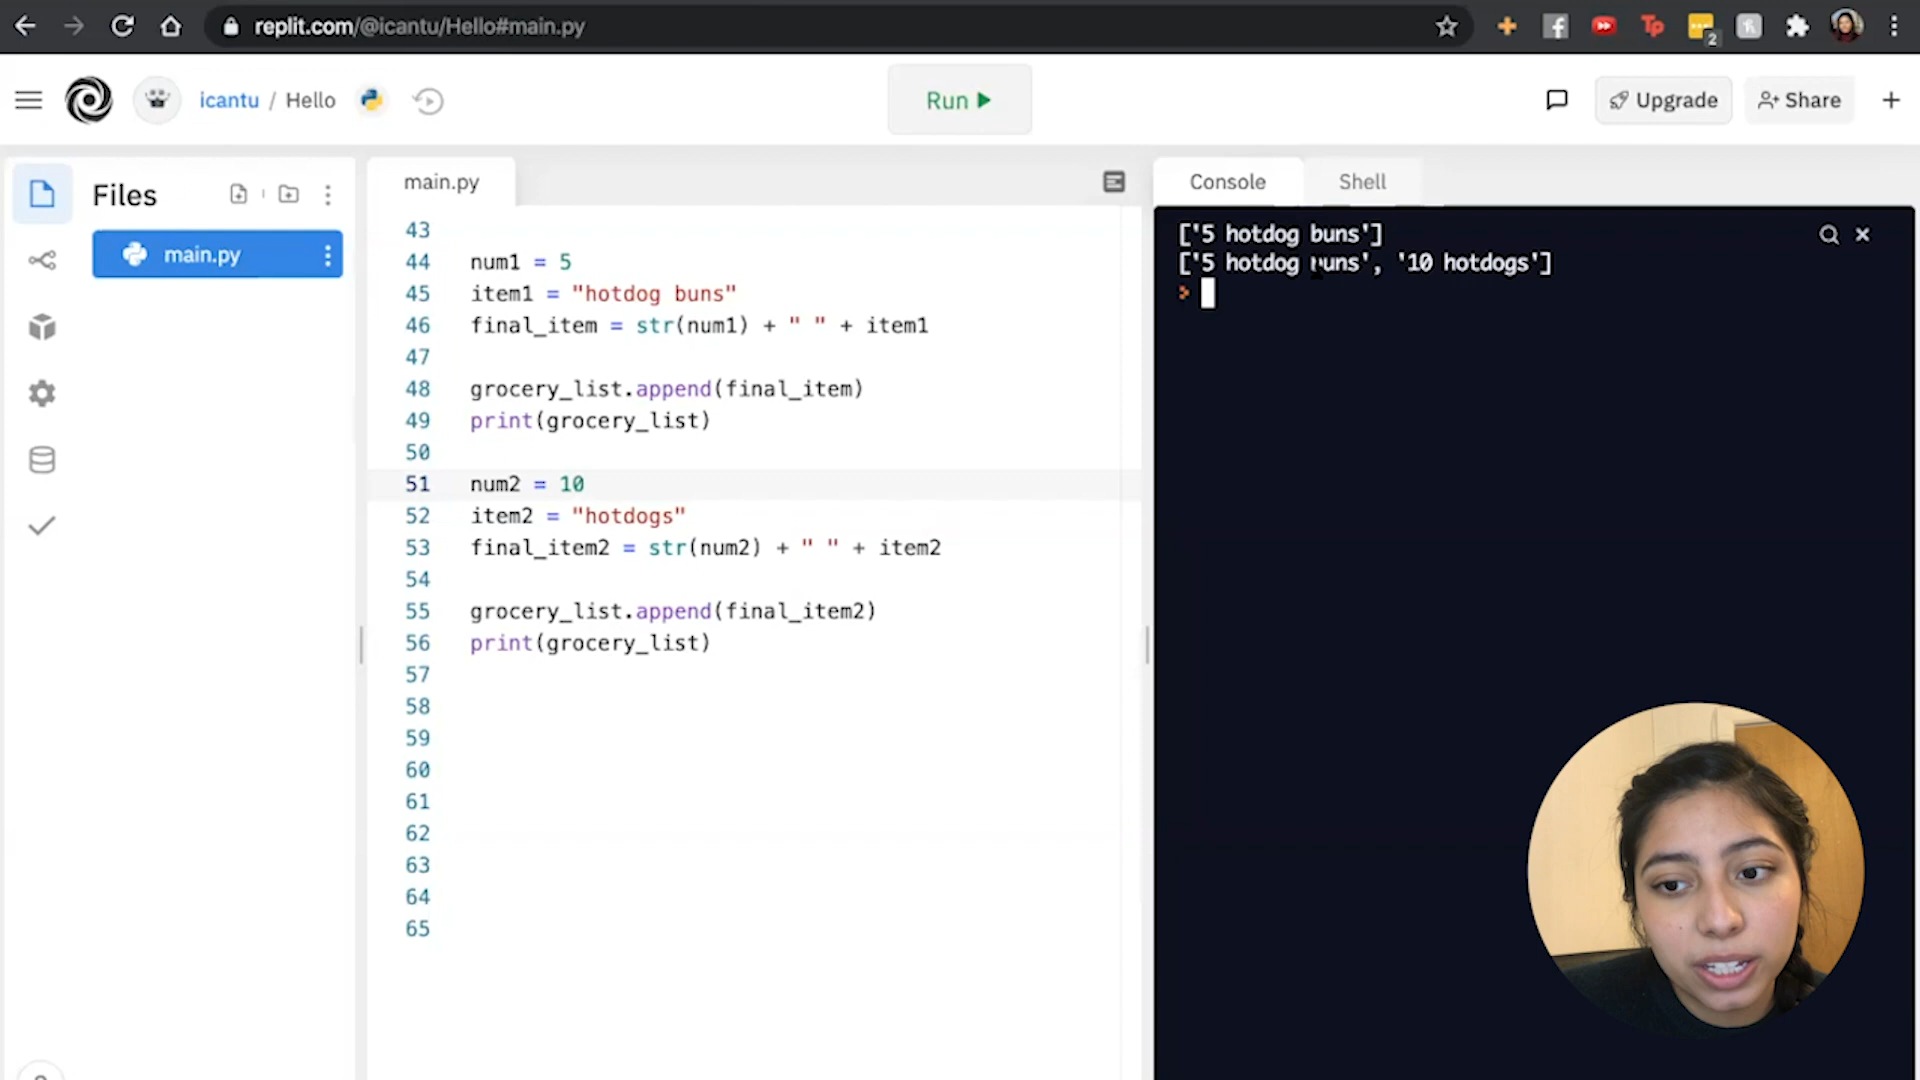 replit.com/@icantu/Hello#main.py
Tp
2
icantu / Hello
Run
Upgrade
Share
Files
main.py
main.py
43
44 num1 = 5
45 item1 = "hotdog buns"
46 final_item = str(num1) + " " + item1
47
48 grocery_list.append(final_item)
49 print(grocery_list)
50
51 num2 = 10
52 item2 = "hotdogs"
53 final_item2 = str(num2) + " " + item2
54
55 grocery_list.append(final_item2)
56 print(grocery_list)
57
58
59
60
61
62
63
64
65
Console Shell
['5 hotdog buns']
['5 hotdog buns', '10 hotdogs']
>